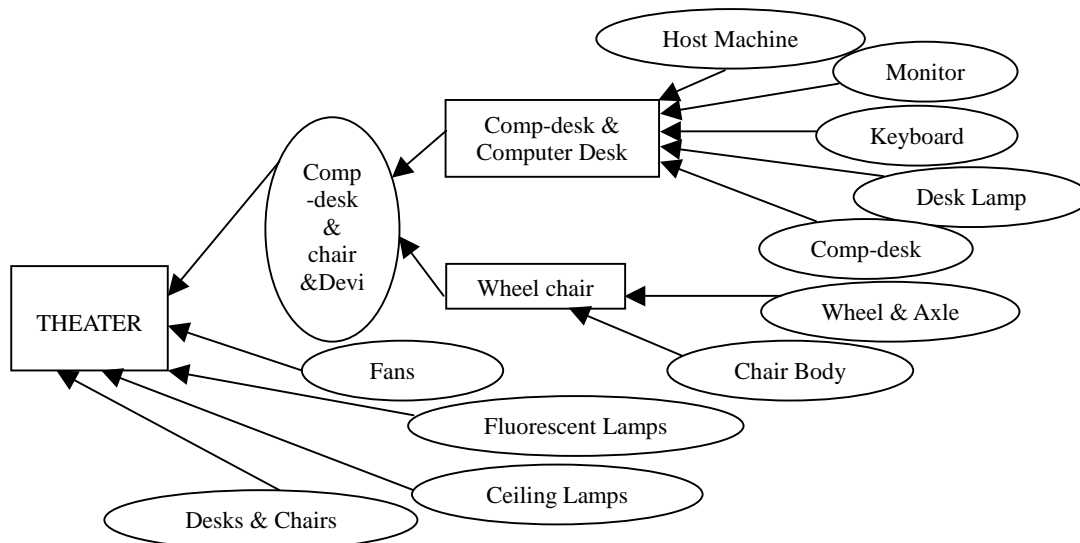 Host Machine
Monitor
Comp-desk &
Computer Desk
Keyboard
Comp
-desk
&
chair
&Devi
Desk Lamp
Comp-desk
Wheel chair
Wheel & Axle
THEATER
Fans
Chair Body
Fluorescent Lamps
Ceiling Lamps
Desks & Chairs